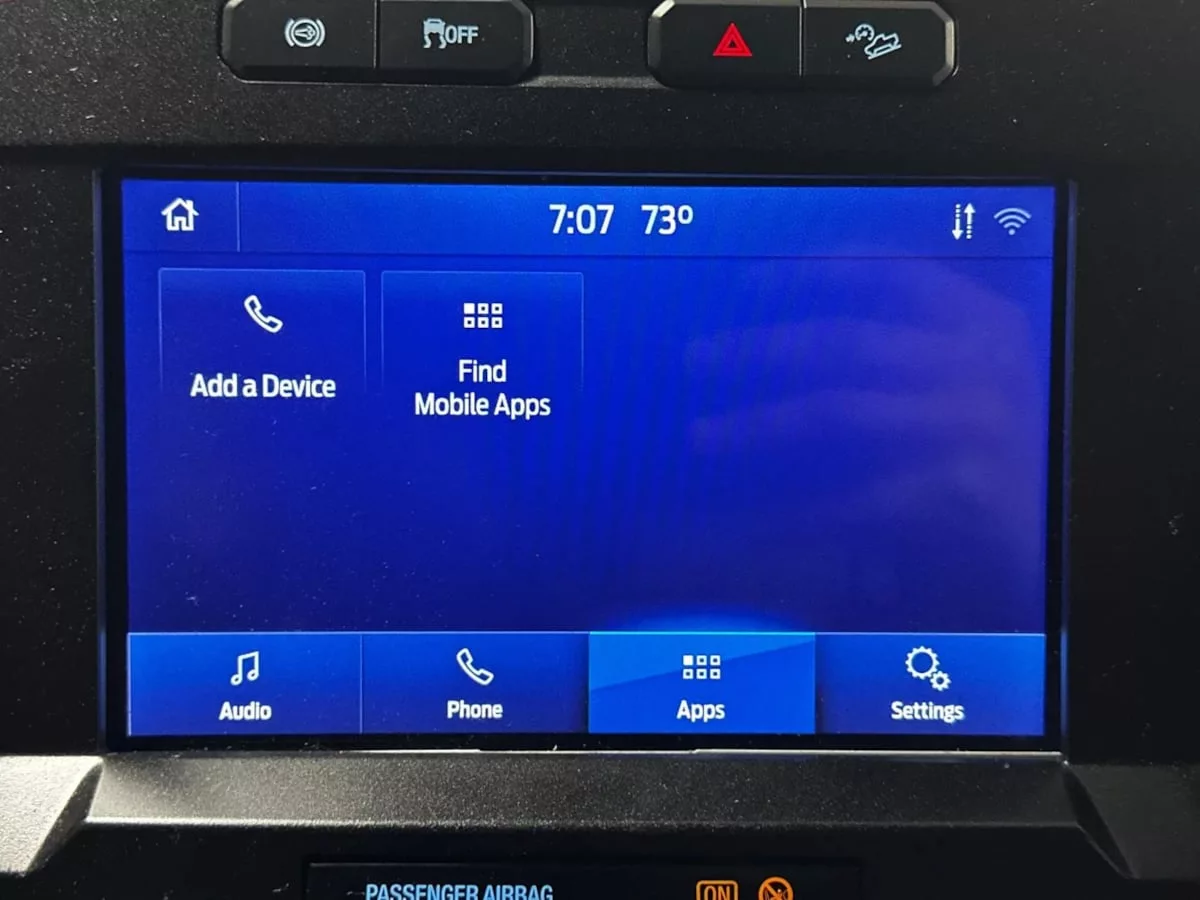 OFF
7:07 73º
Add a Device
Find
Mobile Apps
Audio
Phone
Apps
Settings
PASSENGER AIRBAG
ON